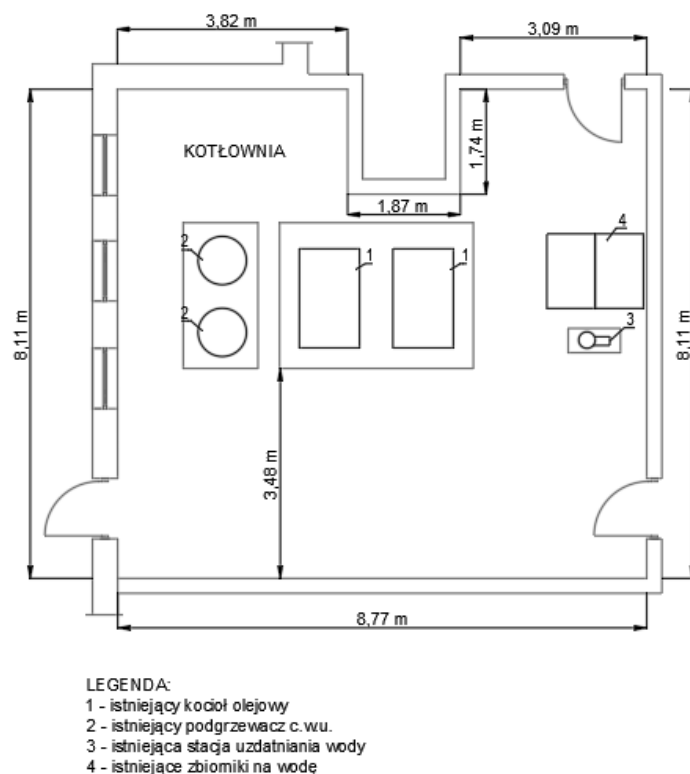 3,82 m
3,09 m
KOTŁOWNIA
1,74 m
1,87 m
2
1
1
4
2
3
8,11 m
8,11 m
3,48 m
8,77 m
LEGENDA:
1 - istniejący kocioł olejowy
2 - istniejący podgrzewacz c.w.u.
3 - istniejąca stacja uzdatniania wody
4 - istniejące zbiorniki na wodę